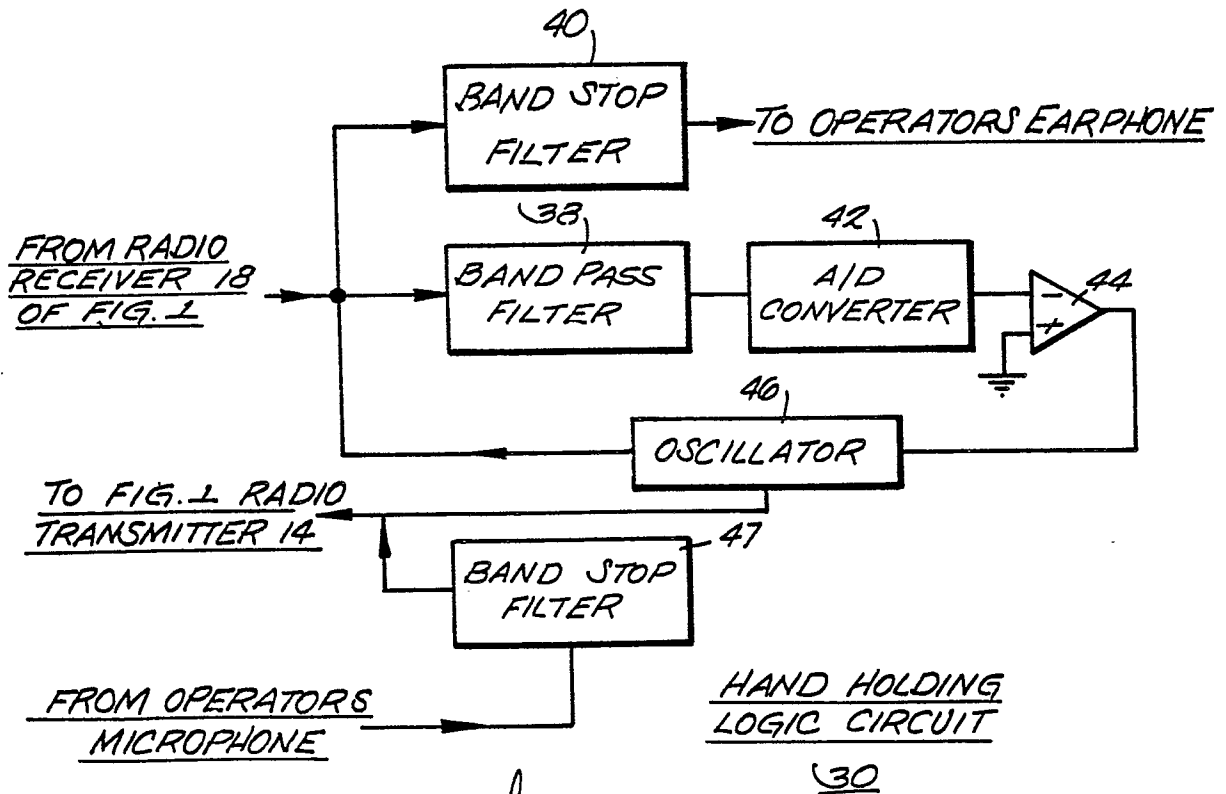 40
BAND STOP
FILTER
TO OPERATORS EARPHONE
38
42
FROM RADIO
RECEIVER 18
OF FIG. 1
BAND PASS
FILTER
A/D
CONVERTER
-
+
44
46
OSCILLATOR
TO FIG. 1 RADIO
TRANSMITTER 14
47
BAND STOP
FILTER
FROM OPERATORS
MICROPHONE
HAND HOLDING
LOGIC CIRCUIT
30